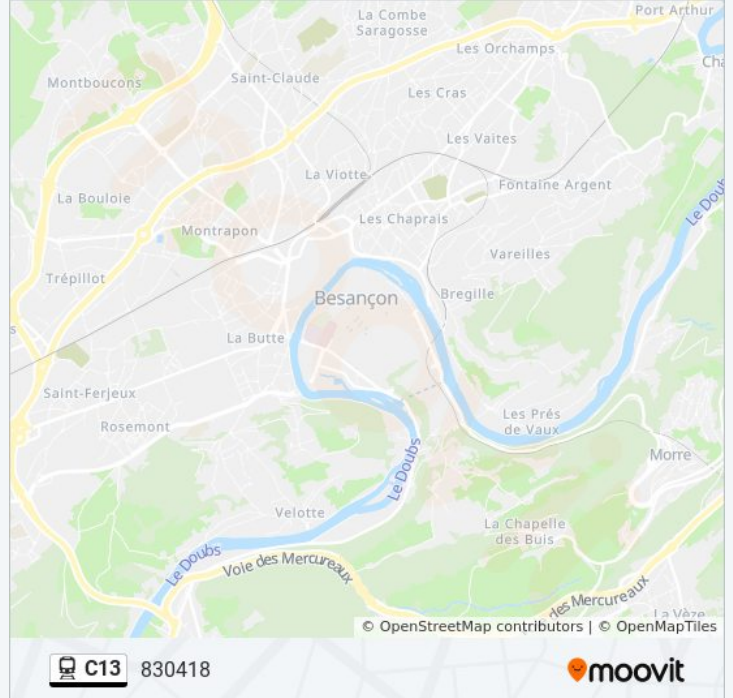 Port Arthur
La Combe
Saragosse
Les Orchamps
Montboucons
Saint-Claude
Les Cras
Les Vaites
La Viotte
Fontaine Argent
La Bouloie
Les Chaprais
Le Doubs
Montrapon
Vareilles
Trépillot
Besançon
Bregille
La Butte
Saint-Ferjeux
Rosemont
Les Prés
de Vaux
Morre
Le Doubs
Velotte
La Chapelle
des Buis
Le Doubs
Voie des Mercureaux
des Mercureaux
La Vèze
© OpenStreetMap contributors | © OpenMapTiles
C13 830418
moovit